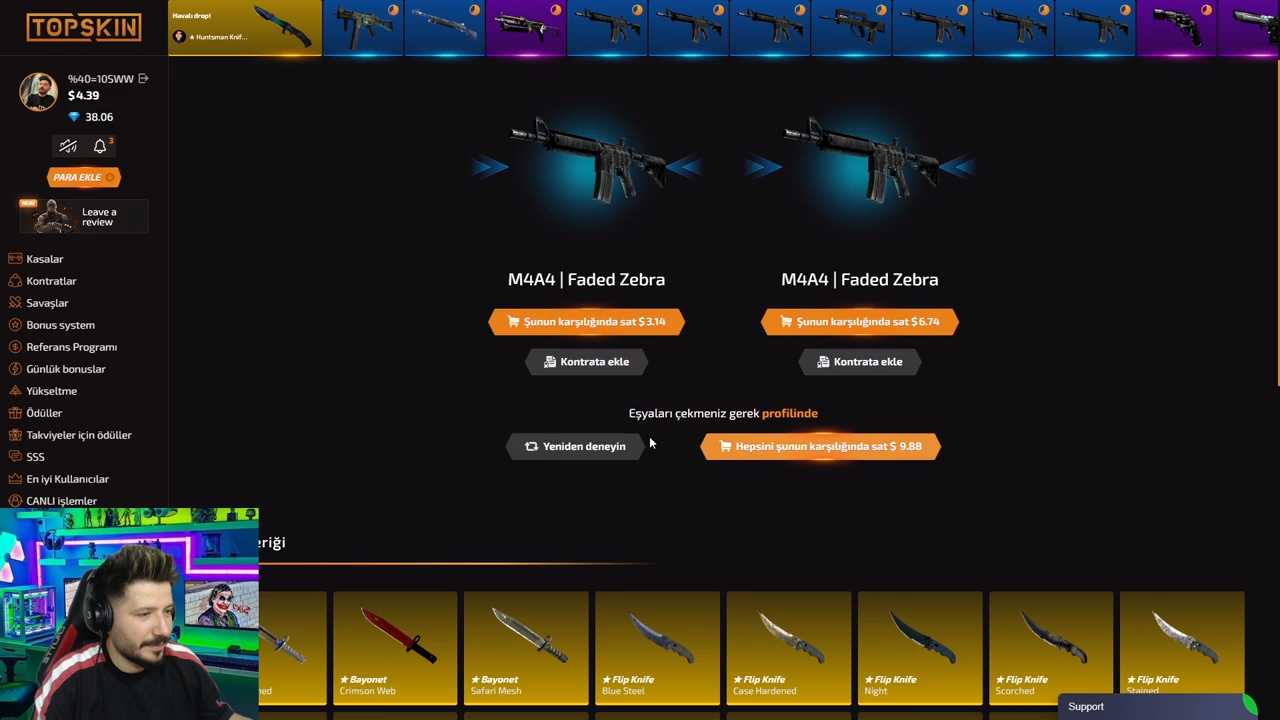 TOPSKIN
Havalı drop!
★ Huntsman Knif...
%40=10SWW
$4.39
38.06
3
PARA EKLE
NEW
Leave a
review
Kasalar
Kontratlar
Savaşlar
Bonus system
Referans Programı
Günlük bonuslar
Yükseltme
Ödüller
Takviyeler için ödüller
SSS
En iyi Kullanıcılar
CANLI işlemler
M4A4 | Faded Zebra
Şunun karşılığında sat $3.14
Kontrata ekle
M4A4 | Faded Zebra
Şunun karşılığında sat $6.74
Kontrata ekle
Eşyaları çekmeniz gerek profilinde
Yeniden deneyin
Hepsini şunun karşılığında sat $ 9.88
eriği
ned
★ Bayonet
Crimson Web
★ Bayonet
Safari Mesh
★ Flip Knife
Blue Steel
★ Flip Knife
Case Hardened
★ Flip Knife
Night
★ Flip Knife
Scorched
★ Flip Knife
Stained
Support